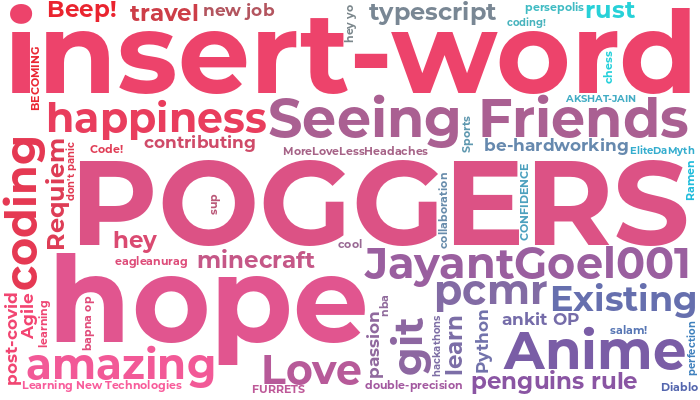 Beep!
travel
new job
hey yo
typescript
persepolis
rust
coding!
insert-word
BECOMING
chess
AKSHAT-JAIN
happiness
Seeing Friends
Sports
contributing
be-hardworking
coding
Requiem
don't panic
Code!
MoreLoveLessHeadaches
EliteDaMyth
POGGERS
sup
collaboration
CONFIDENCE
Ramen
hey
cool
eagleanurag
minecraft
JayantGoel001
hope
pcmr
Existing
post-covid
Agile
learning
bapna op
passion
nba
git
hackathons
learn
Python
ankit OP
salam!
perfection
Anime
amazing
Love
Learning New Technologies
FURRETS
double-precision
penguins rule
Diablo